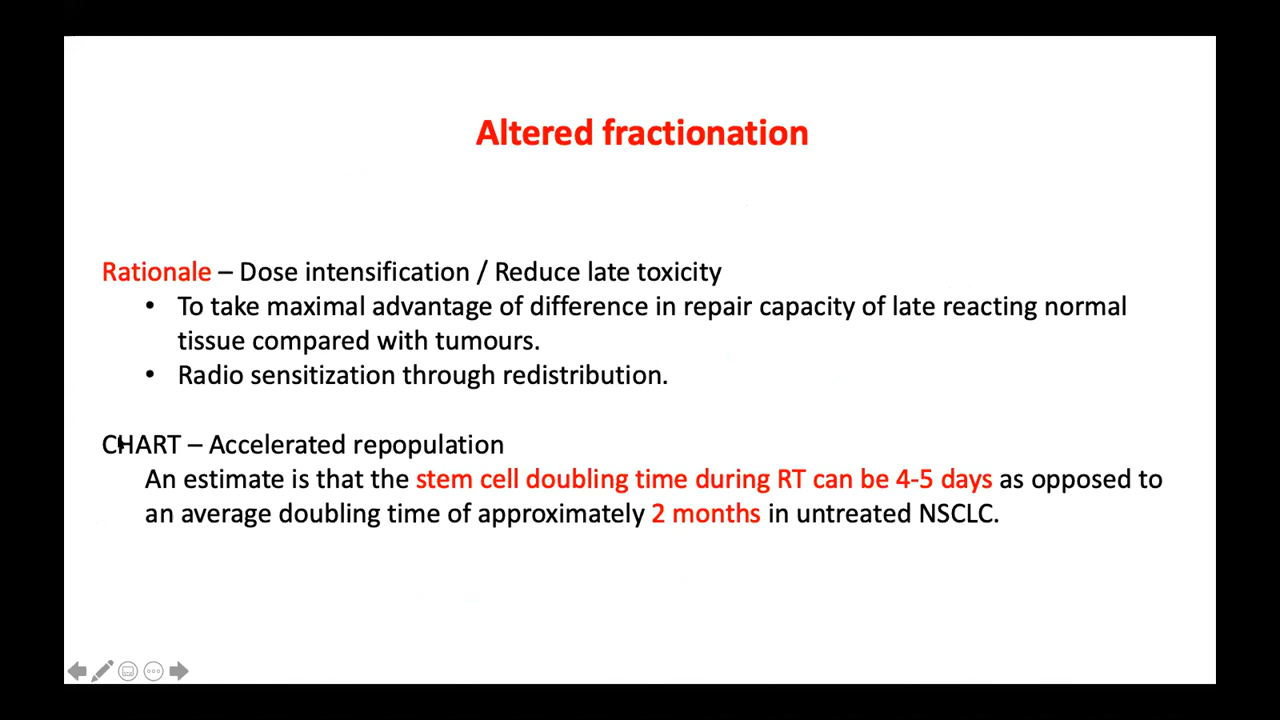 Altered fractionation
Rationale – Dose intensification / Reduce late toxicity
• To take maximal advantage of difference in repair capacity of late reacting normal
tissue compared with tumours.
• Radio sensitization through redistribution.
CHART – Accelerated repopulation
An estimate is that the stem cell doubling time during RT can be 4-5 days as opposed to
an average doubling time of approximately 2 months in untreated NSCLC.